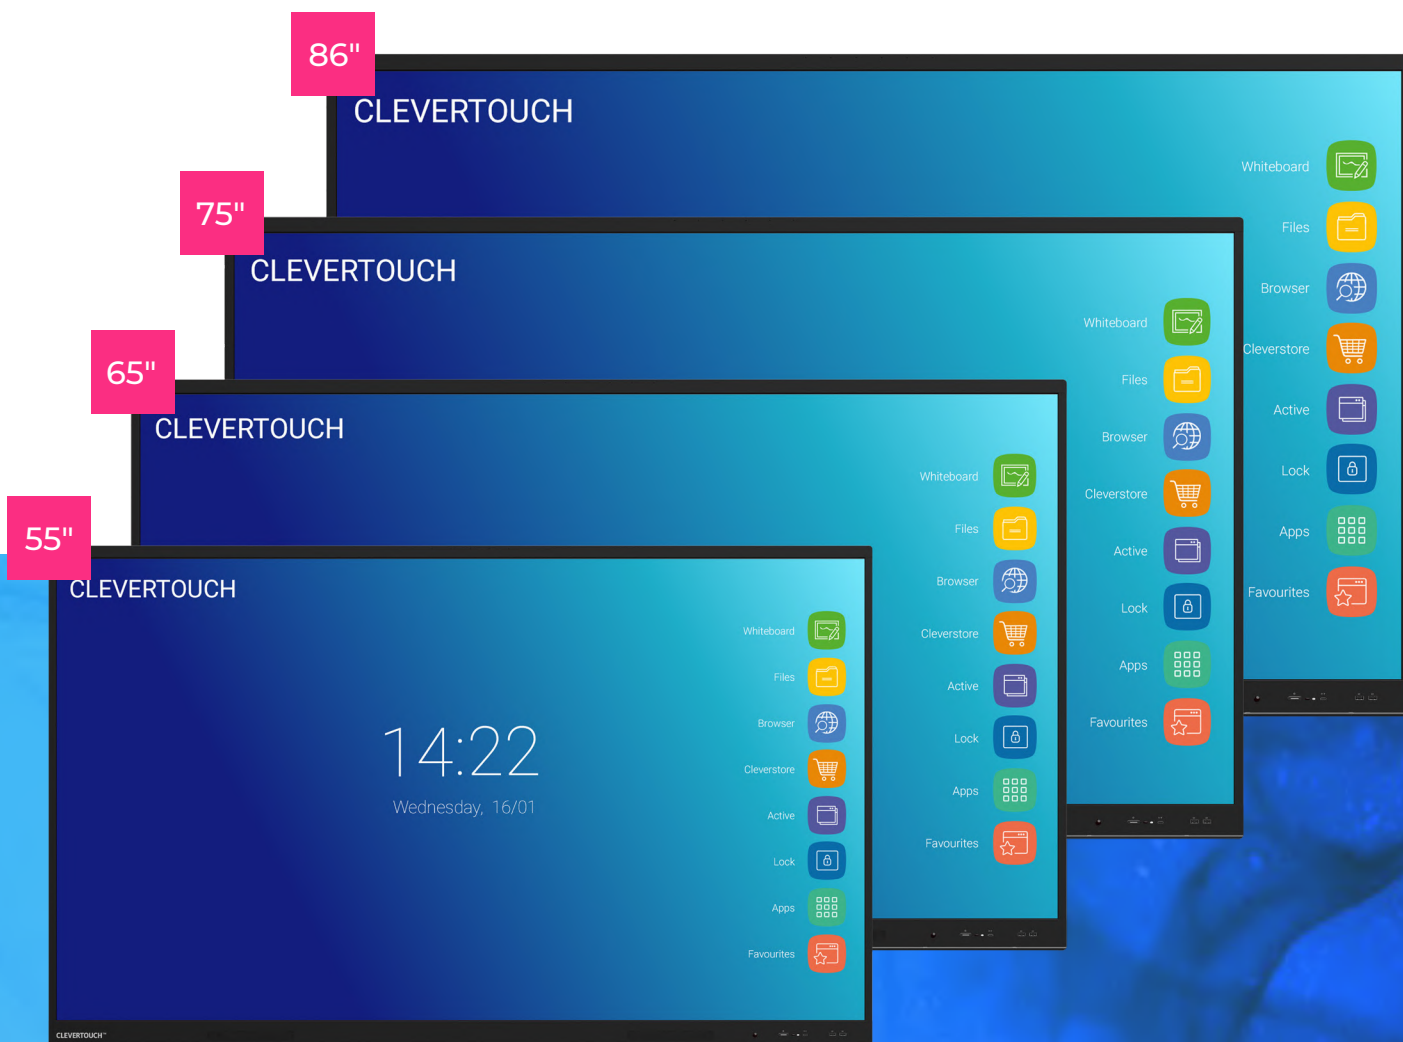 86"
CLEVERTOUCH
Whiteboard
Files
Browser
Cleverstore
Active
Lock
Apps
Favourites
75"
CLEVERTOUCH
Whiteboard
Files
Browser
Cleverstore
Active
Lock
Apps
Favourites
65"
CLEVERTOUCH
Whiteboard
Files
Browser
Cleverstore
Active
Lock
Apps
Favourites
55"
CLEVERTOUCH
Whiteboard
Files
Browser
Cleverstore
Active
Lock
Apps
Favourites
14:22
Wednesday, 16/01
CLEVERTOUCH™